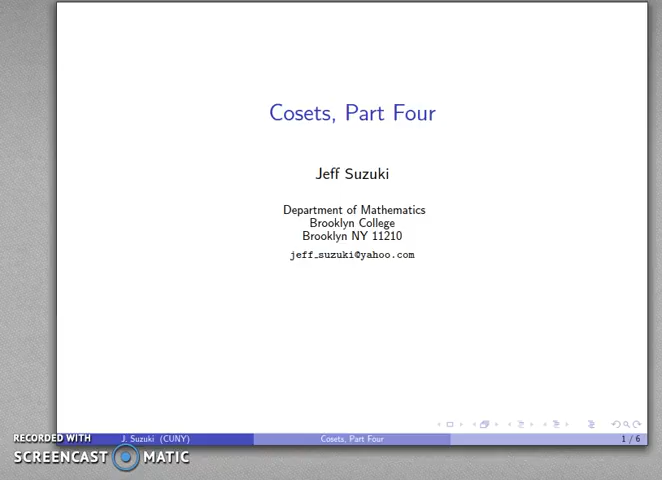 Cosets, Part Four
Jeff Suzuki
Department of Mathematics
Brooklyn College
Brooklyn NY 11210
jeff_suzuki@yahoo.com
J. Suzuki (CUNY)
Cosets, Part Four
1 / 6
RECORDED WITH
SCREENCAST MATIC